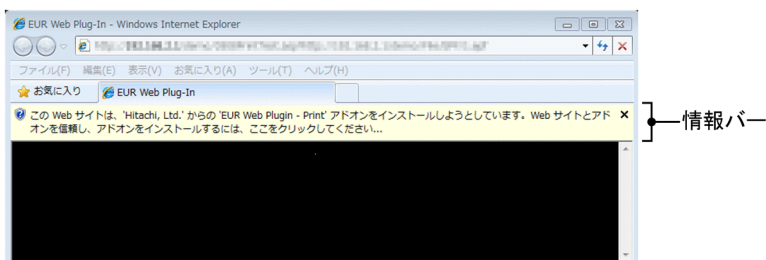 EUR Web Plug-In - Windows Internet Explorer
ファイル(F) 編集(E) 表示(V) お気に入り(A) ツール(T) ヘルプ(H)
お気に入り EUR Web Plug-In
この Web サイトは、'Hitachi, Ltd.' からの 'EUR Web Plugin - Print' アドオンをインストールしようとしています。Web サイトとアド
オンを信頼し、アドオンをインストールするには、ここをクリックしてください...
情報バー